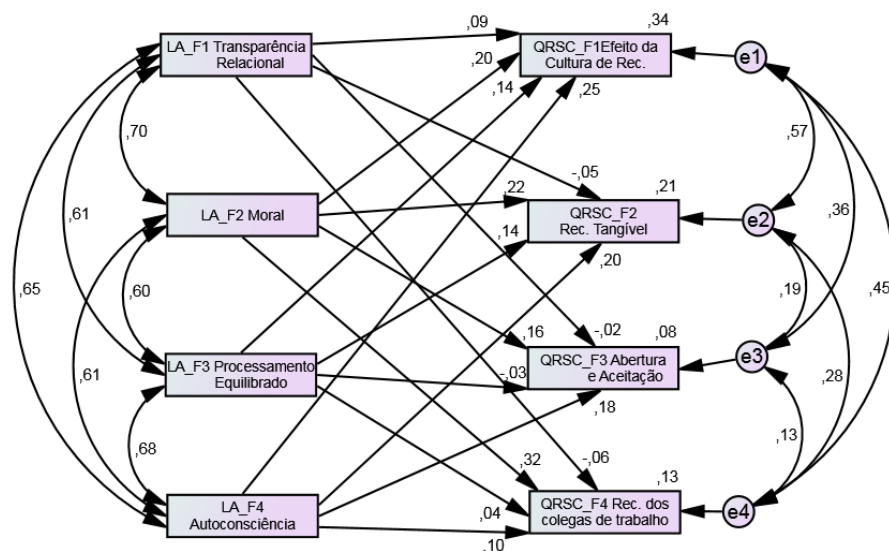 LA_F1 Transparência
Relacional
,09
QRSC_F1Efeito da
Cultura de Rec.
,34
e1
,20
,14
,25
,70
,57
-,05
,21
LA_F2 Moral
,22
QRSC_F2
Rec. Tangível
e2
,61
,14
,14
,20
,36
,65
,60
,19
,45
,16
-,02
,08
LA_F3 Processamento
Equilibrado
-,03
QRSC_F3 Abertura
e Aceitação
e3
,61
,18
,28
,68
,13
,32
-,06
,13
LA_F4
Autoconsciência
,04
QRSC_F4 Rec. dos
colegas de trabalho
e4
,10